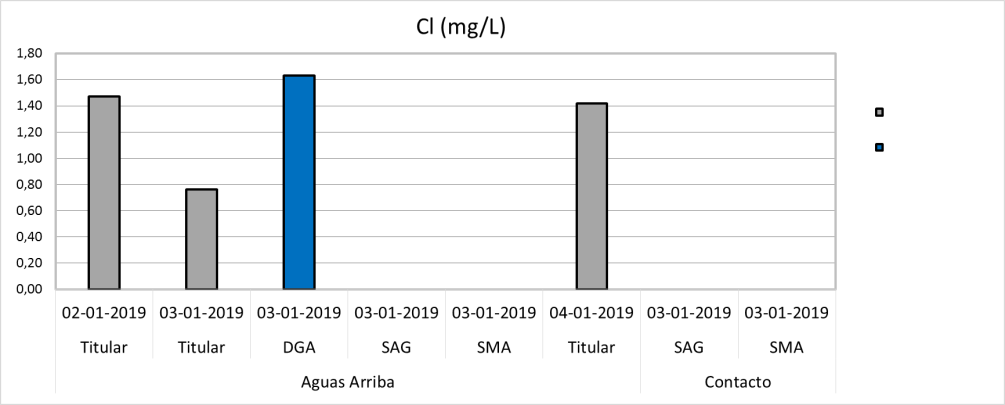 Cl (mg/L)
1,80
1,60
1,40
1,20
1,00
0,80
0,60
0,40
0,20
0,00
02-01-2019 03-01-2019 03-01-2019 03-01-2019 03-01-2019 04-01-2019 03-01-2019 03-01-2019
Titular Titular DGA SAG SMA Titular SAG SMA
Aguas Arriba Contacto